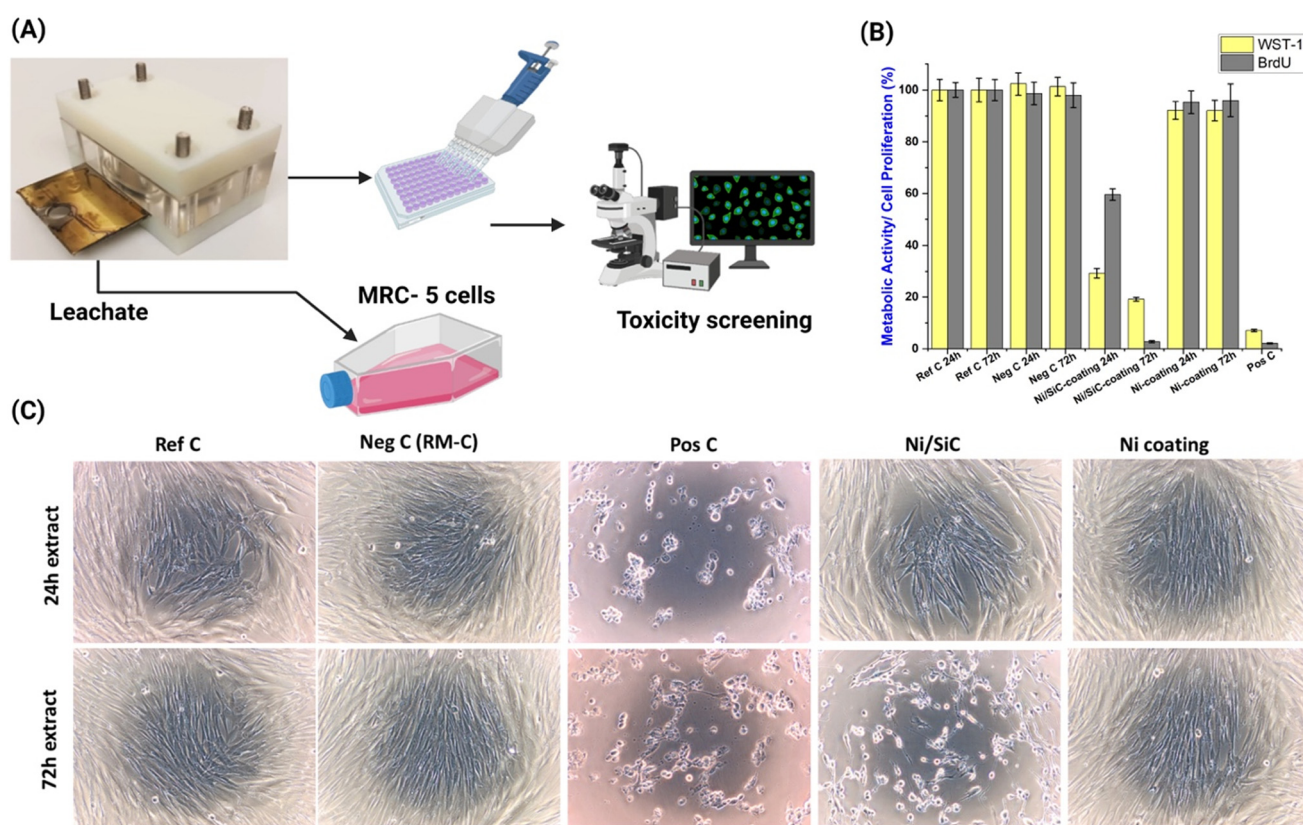 (A)
Leachate
MRC- 5 cells
Toxicity screening
(B)
WST-1
BrdU
Metabolic Activity/ Cell Proliferation (%)
100
80
60
40
20
0
Ref C 24h
Ref C 72h
Neg C 24h
Neg C 72h
Ni/SiC-coating 24h
Ni/SiC-coating 72h
Ni-coating 24h
Ni-coating 72h
Pos C
(C)
Ref C
Neg C (RM-C)
Pos C
Ni/SiC
Ni coating
24h extract
72h extract